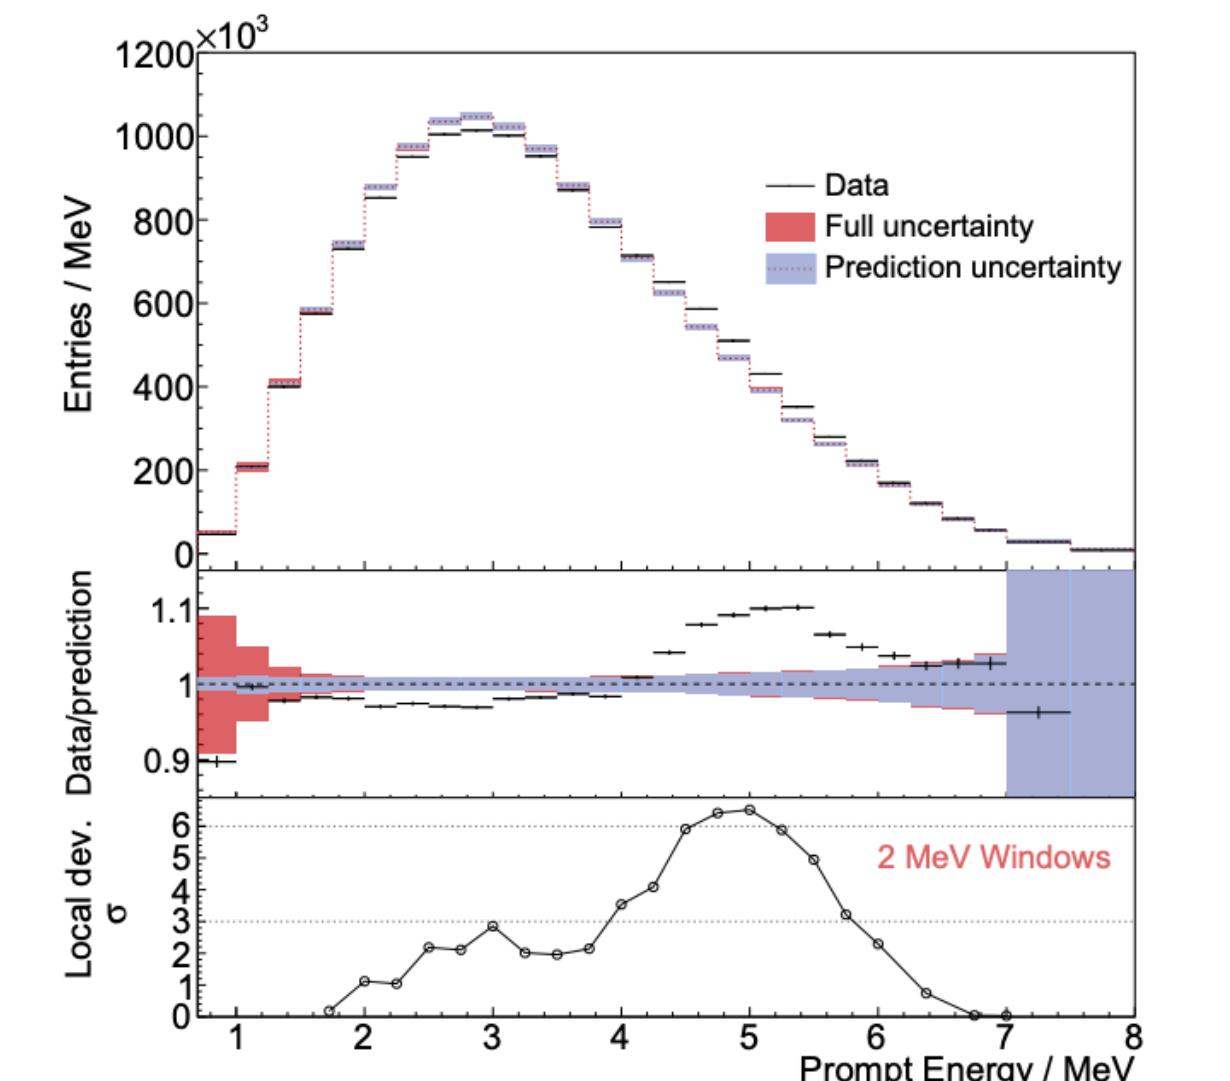 ×10³
1200
1000
800
600
400
200
0
Entries / MeV
Data
Full uncertainty
Prediction uncertainty
1.1
1
0.9
Data/prediction
6
5
4
3
2
1
0
Local dev.
σ
2 MeV Windows
1 2 3 4 5 6 7 8
Prompt Energy / MeV